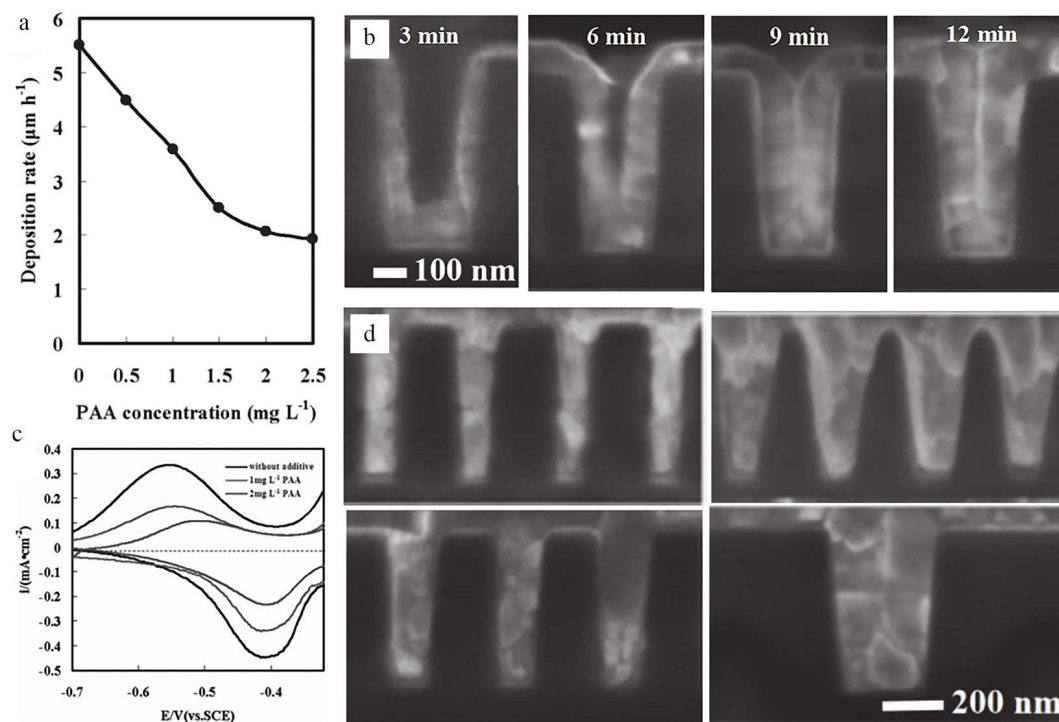 a
Deposition rate (μm h⁻¹)
6
5
4
3
2
1
0
0 0.5 1 1.5 2 2.5
PAA concentration (mg L⁻¹)
b
3 min
6 min
9 min
12 min
100 nm
c
i/(mA•cm⁻²
0.4
0.3
0.2
0.1
0
-0.1
-0.2
-0.3
-0.4
-0.5
without additive
1mg L⁻¹ PAA
2mg L⁻¹ PAA
-0.7 -0.6 -0.5 -0.4
E/V(vs.SCE)
d
200 nm